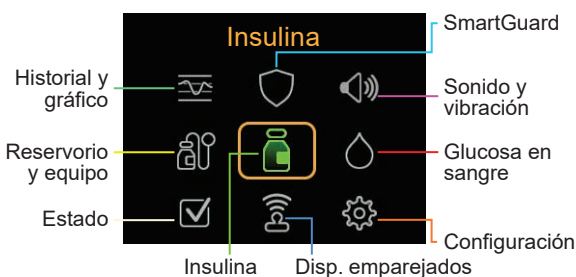 Insulina
SmartGuard
Historial y
gráfico
Sonido y
vibración
Reservorio
y equipo
Glucosa en
sangre
Estado
Configuración
Insulina
Disp. emparejados